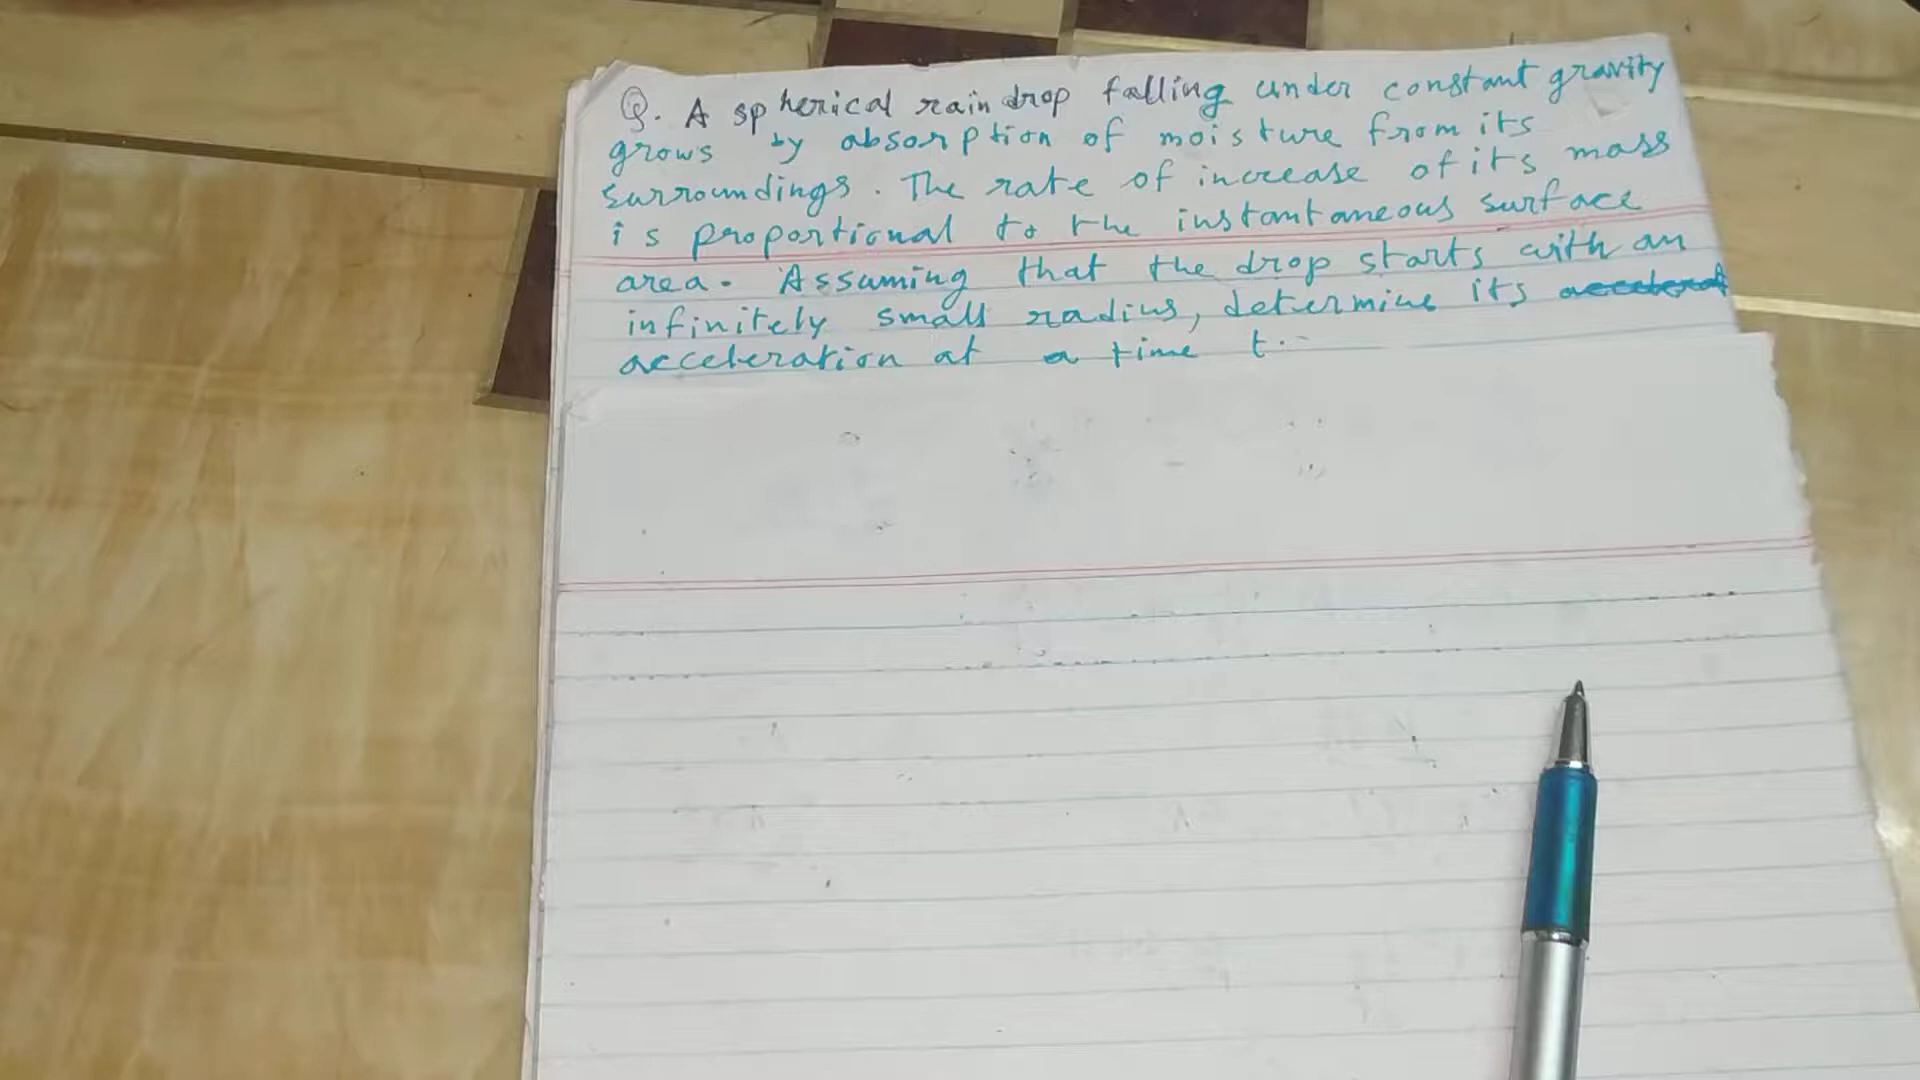 Q. A spherical rain drop falling under constant gravity
grows by absorption of moisture from its
surroundings. The rate of increase of its mass
is proportional to the instantaneous surface
area. Assuming that the drop starts with an
infinitely small radius, determine its accelerat
acceleration at a time t.